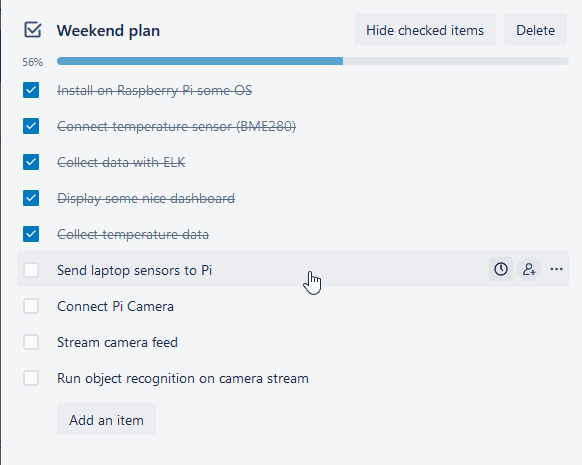 Weekend plan
Hide checked items
Delete
56%
Install on Raspberry Pi some OS
Connect temperature sensor (BME280)
Collect data with ELK
Display some nice dashboard
Collect temperature data
Send laptop sensors to Pi
Connect Pi Camera
Stream camera feed
Run object recognition on camera stream
Add an item